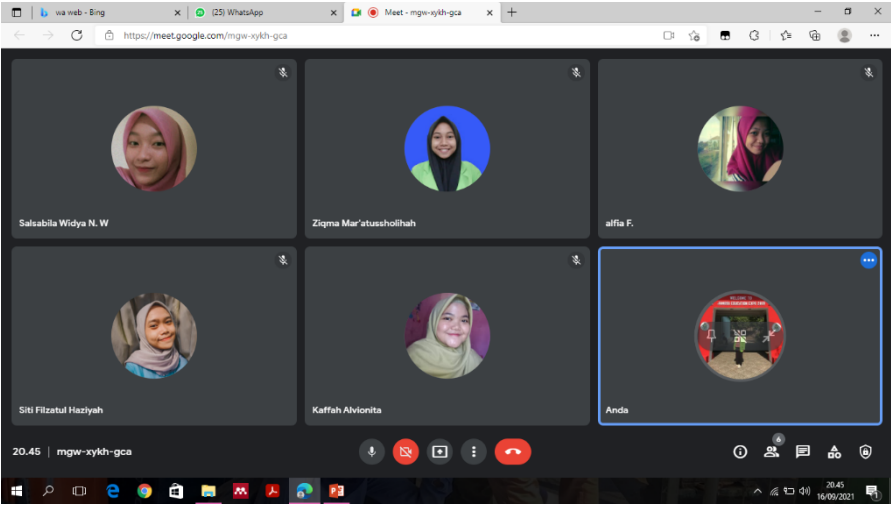 wa web - Bing
(25) WhatsApp
Meet - mgw-xykh-gca
https://meet.google.com/mgw-xykh-gca
Salsabila Widya N. W
Ziqma Mar'atussholihah
alfia F.
Siti Filzatul Haziyah
Kaffah Alvionita
WELCOME TO
Anda
20.45 | mgw-xykh-gca
6
20.45
16/09/2021